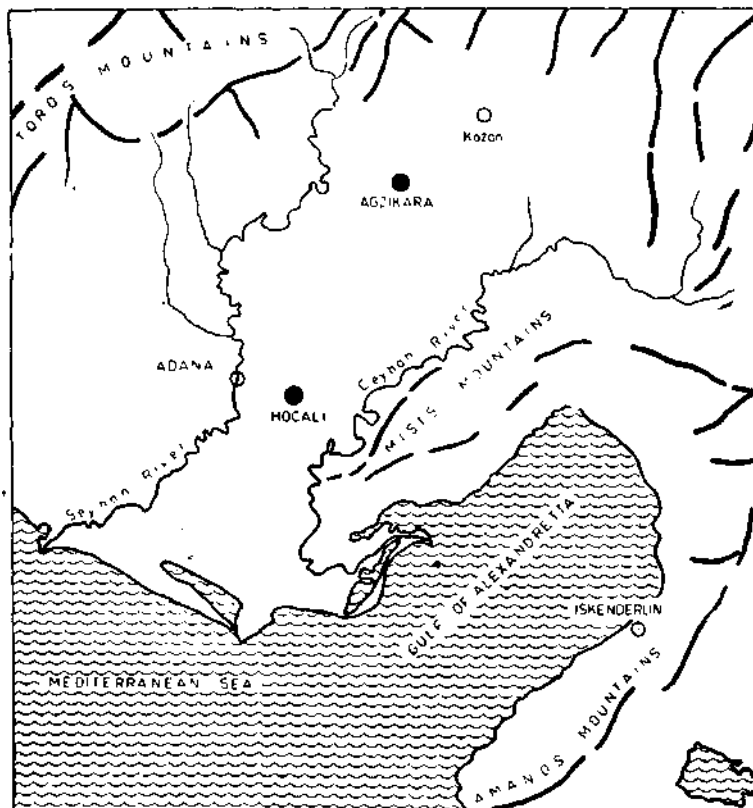 TOROS MOUNTAINS
Kozan
AGZIKARA
Ceyhan River
MISIS MOUNTAINS
ADANA
HOCALI
Seyhan River
GULF OF ALEXANDRETTA
ISKENDERUN
MEDITERRANEAN SEA
AMANOS MOUNTAINS